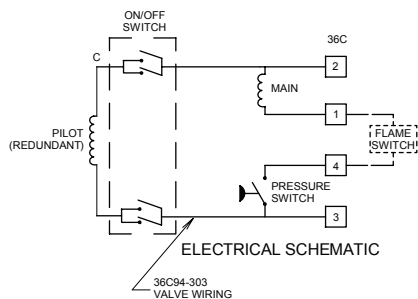 ON/OFF
SWITCH
36C
C
2
MAIN
1
PILOT
(REDUNDANT)
FLAME
SWITCH
4
PRESSURE
SWITCH
3
ELECTRICAL SCHEMATIC
36C94-303
VALVE WIRING